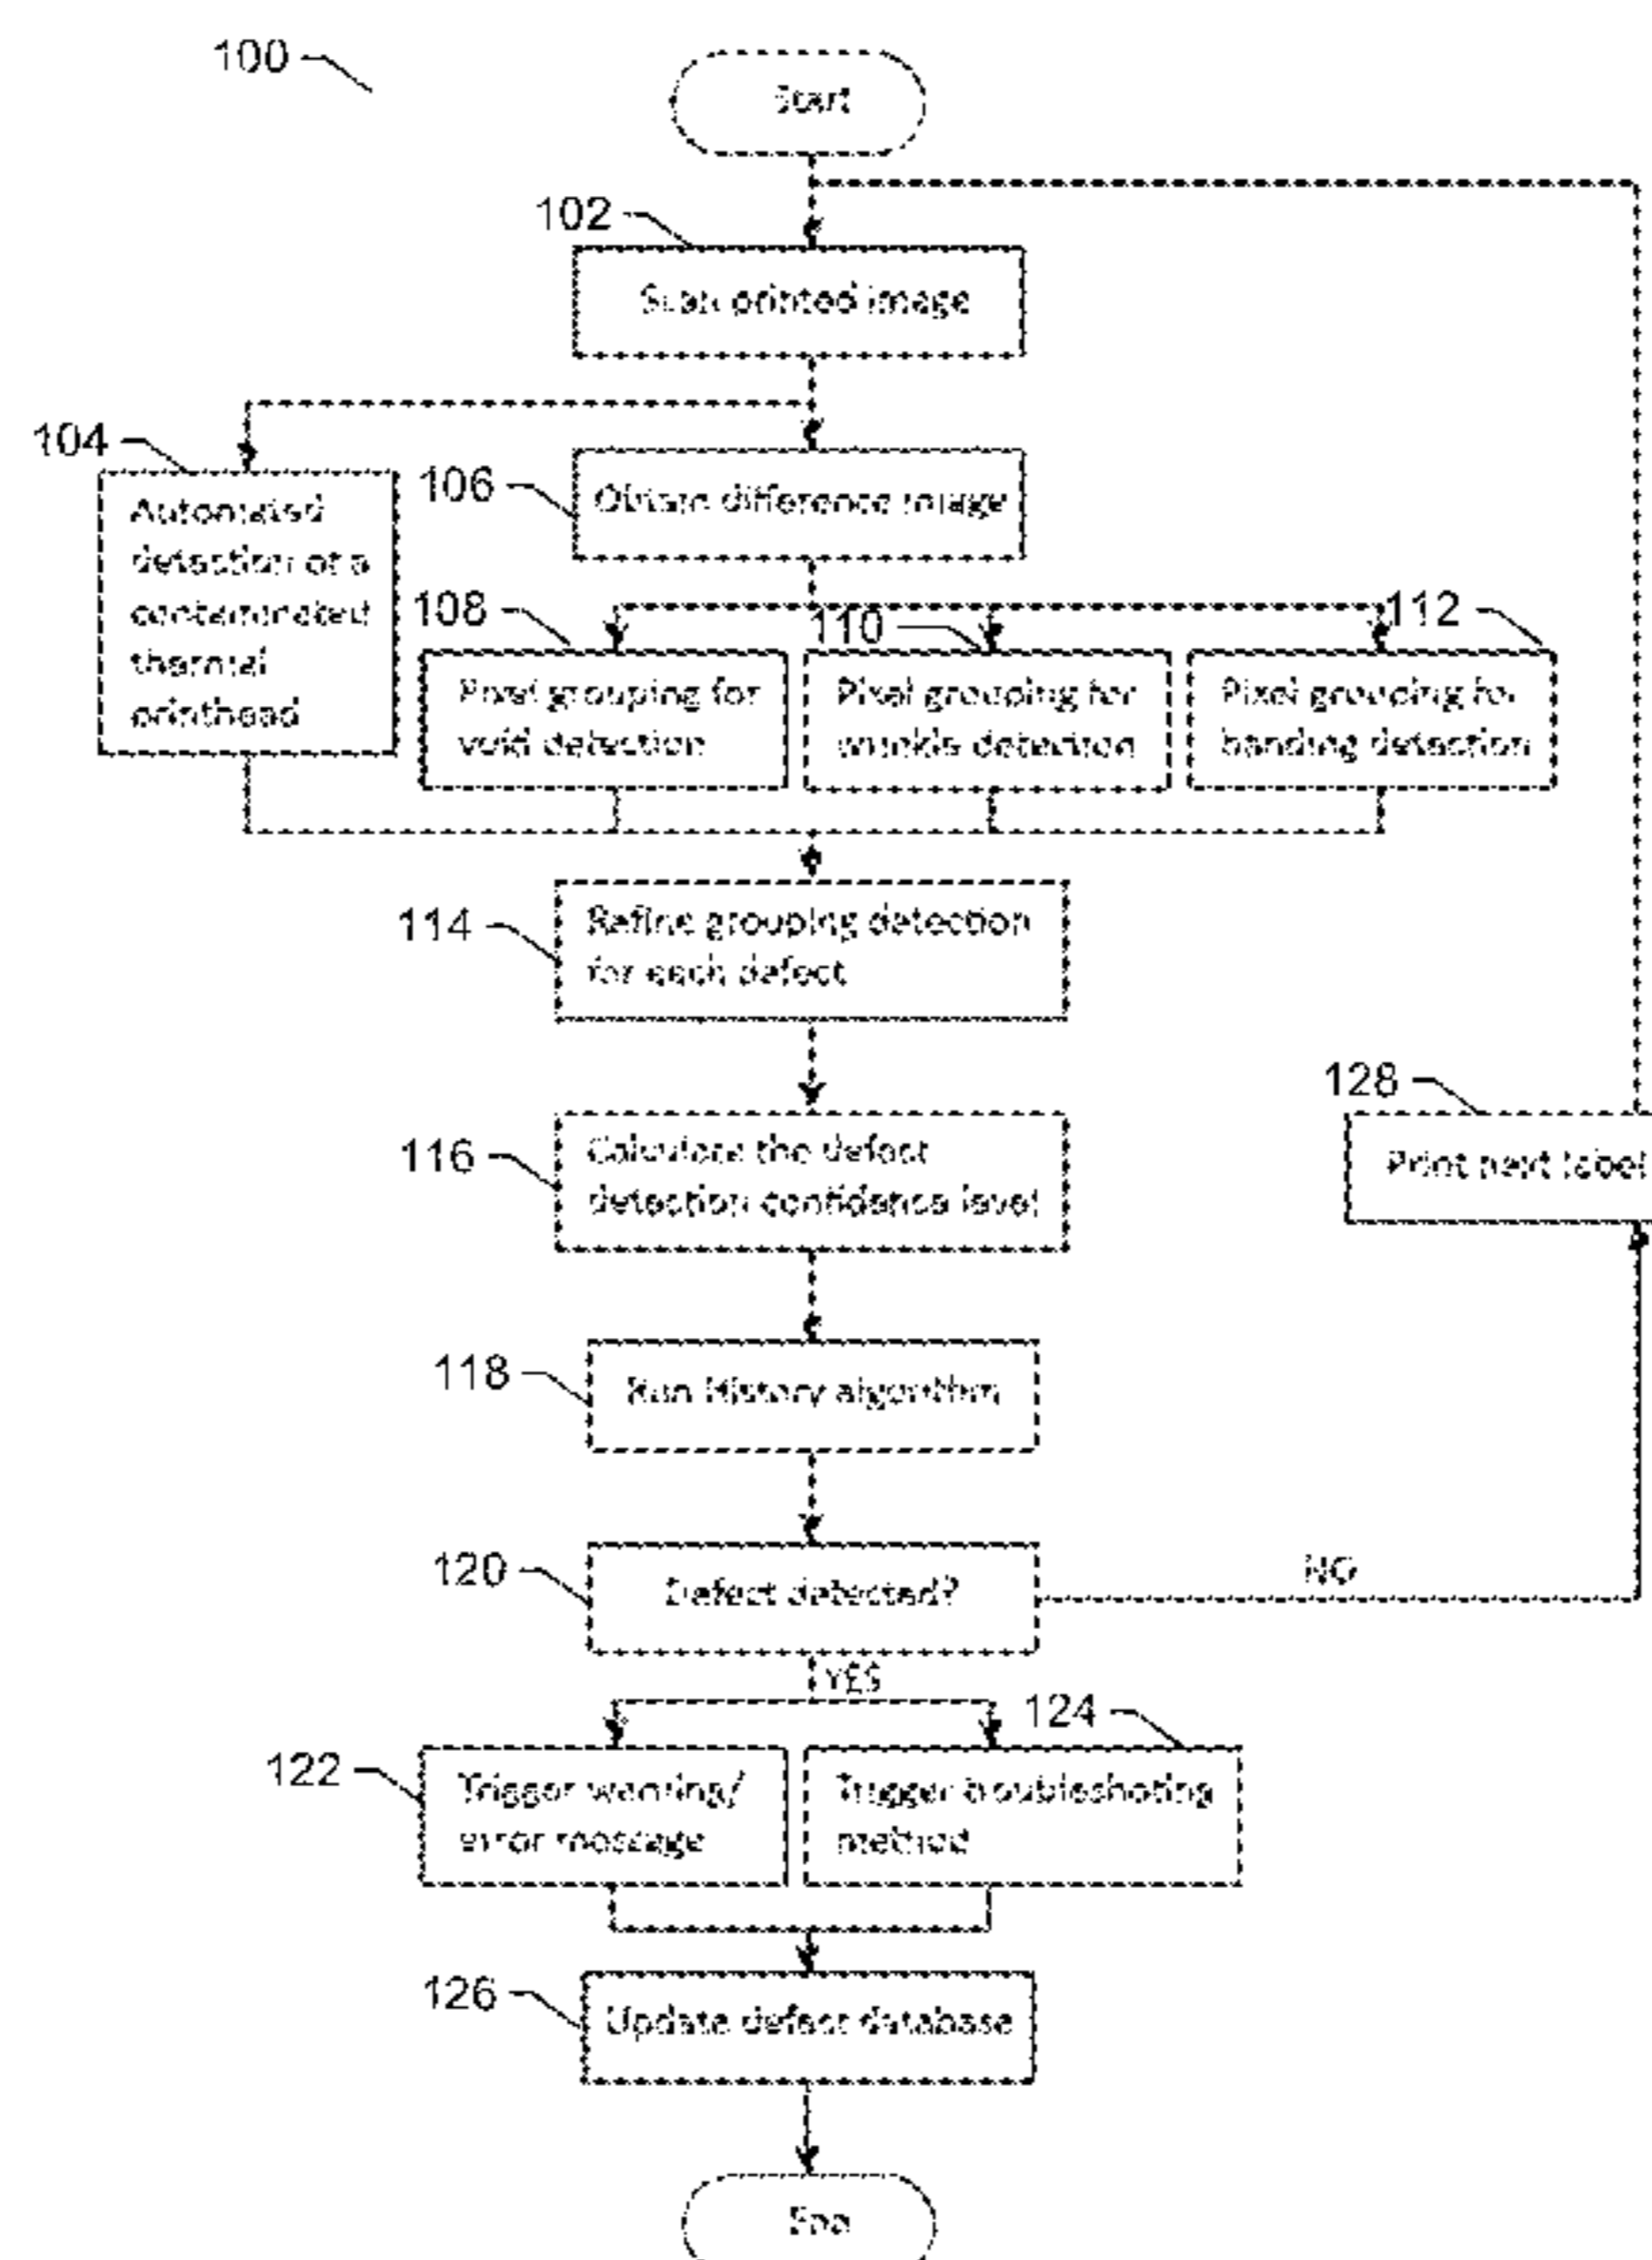 100
Start
102
Scan printed image
104
Automated
detection of a
contaminated
thermal
printhead
106
Obtain difference image
108
Pixel grouping for
void detection
110
Pixel grouping for
wrinkle detection
112
Pixel grouping for
banding detection
114
Refine grouping detection
for each defect
116
Calculate the defect
detection confidence level
118
Run History algorithm
128
Print next label
120
Defect detected?
NO
YES
122
Trigger warning/
error message
124
Trigger troubleshooting
method
126
Update defect database
End